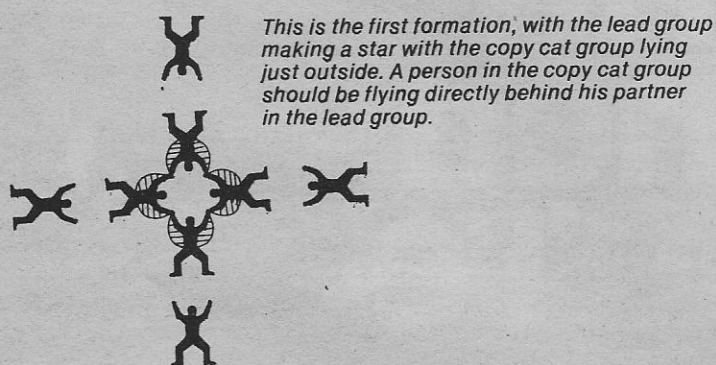 This is the first formation, with the lead group
making a star with the copy cat group lying
just outside. A person in the copy cat group
should be flying directly behind his partner
in the lead group.